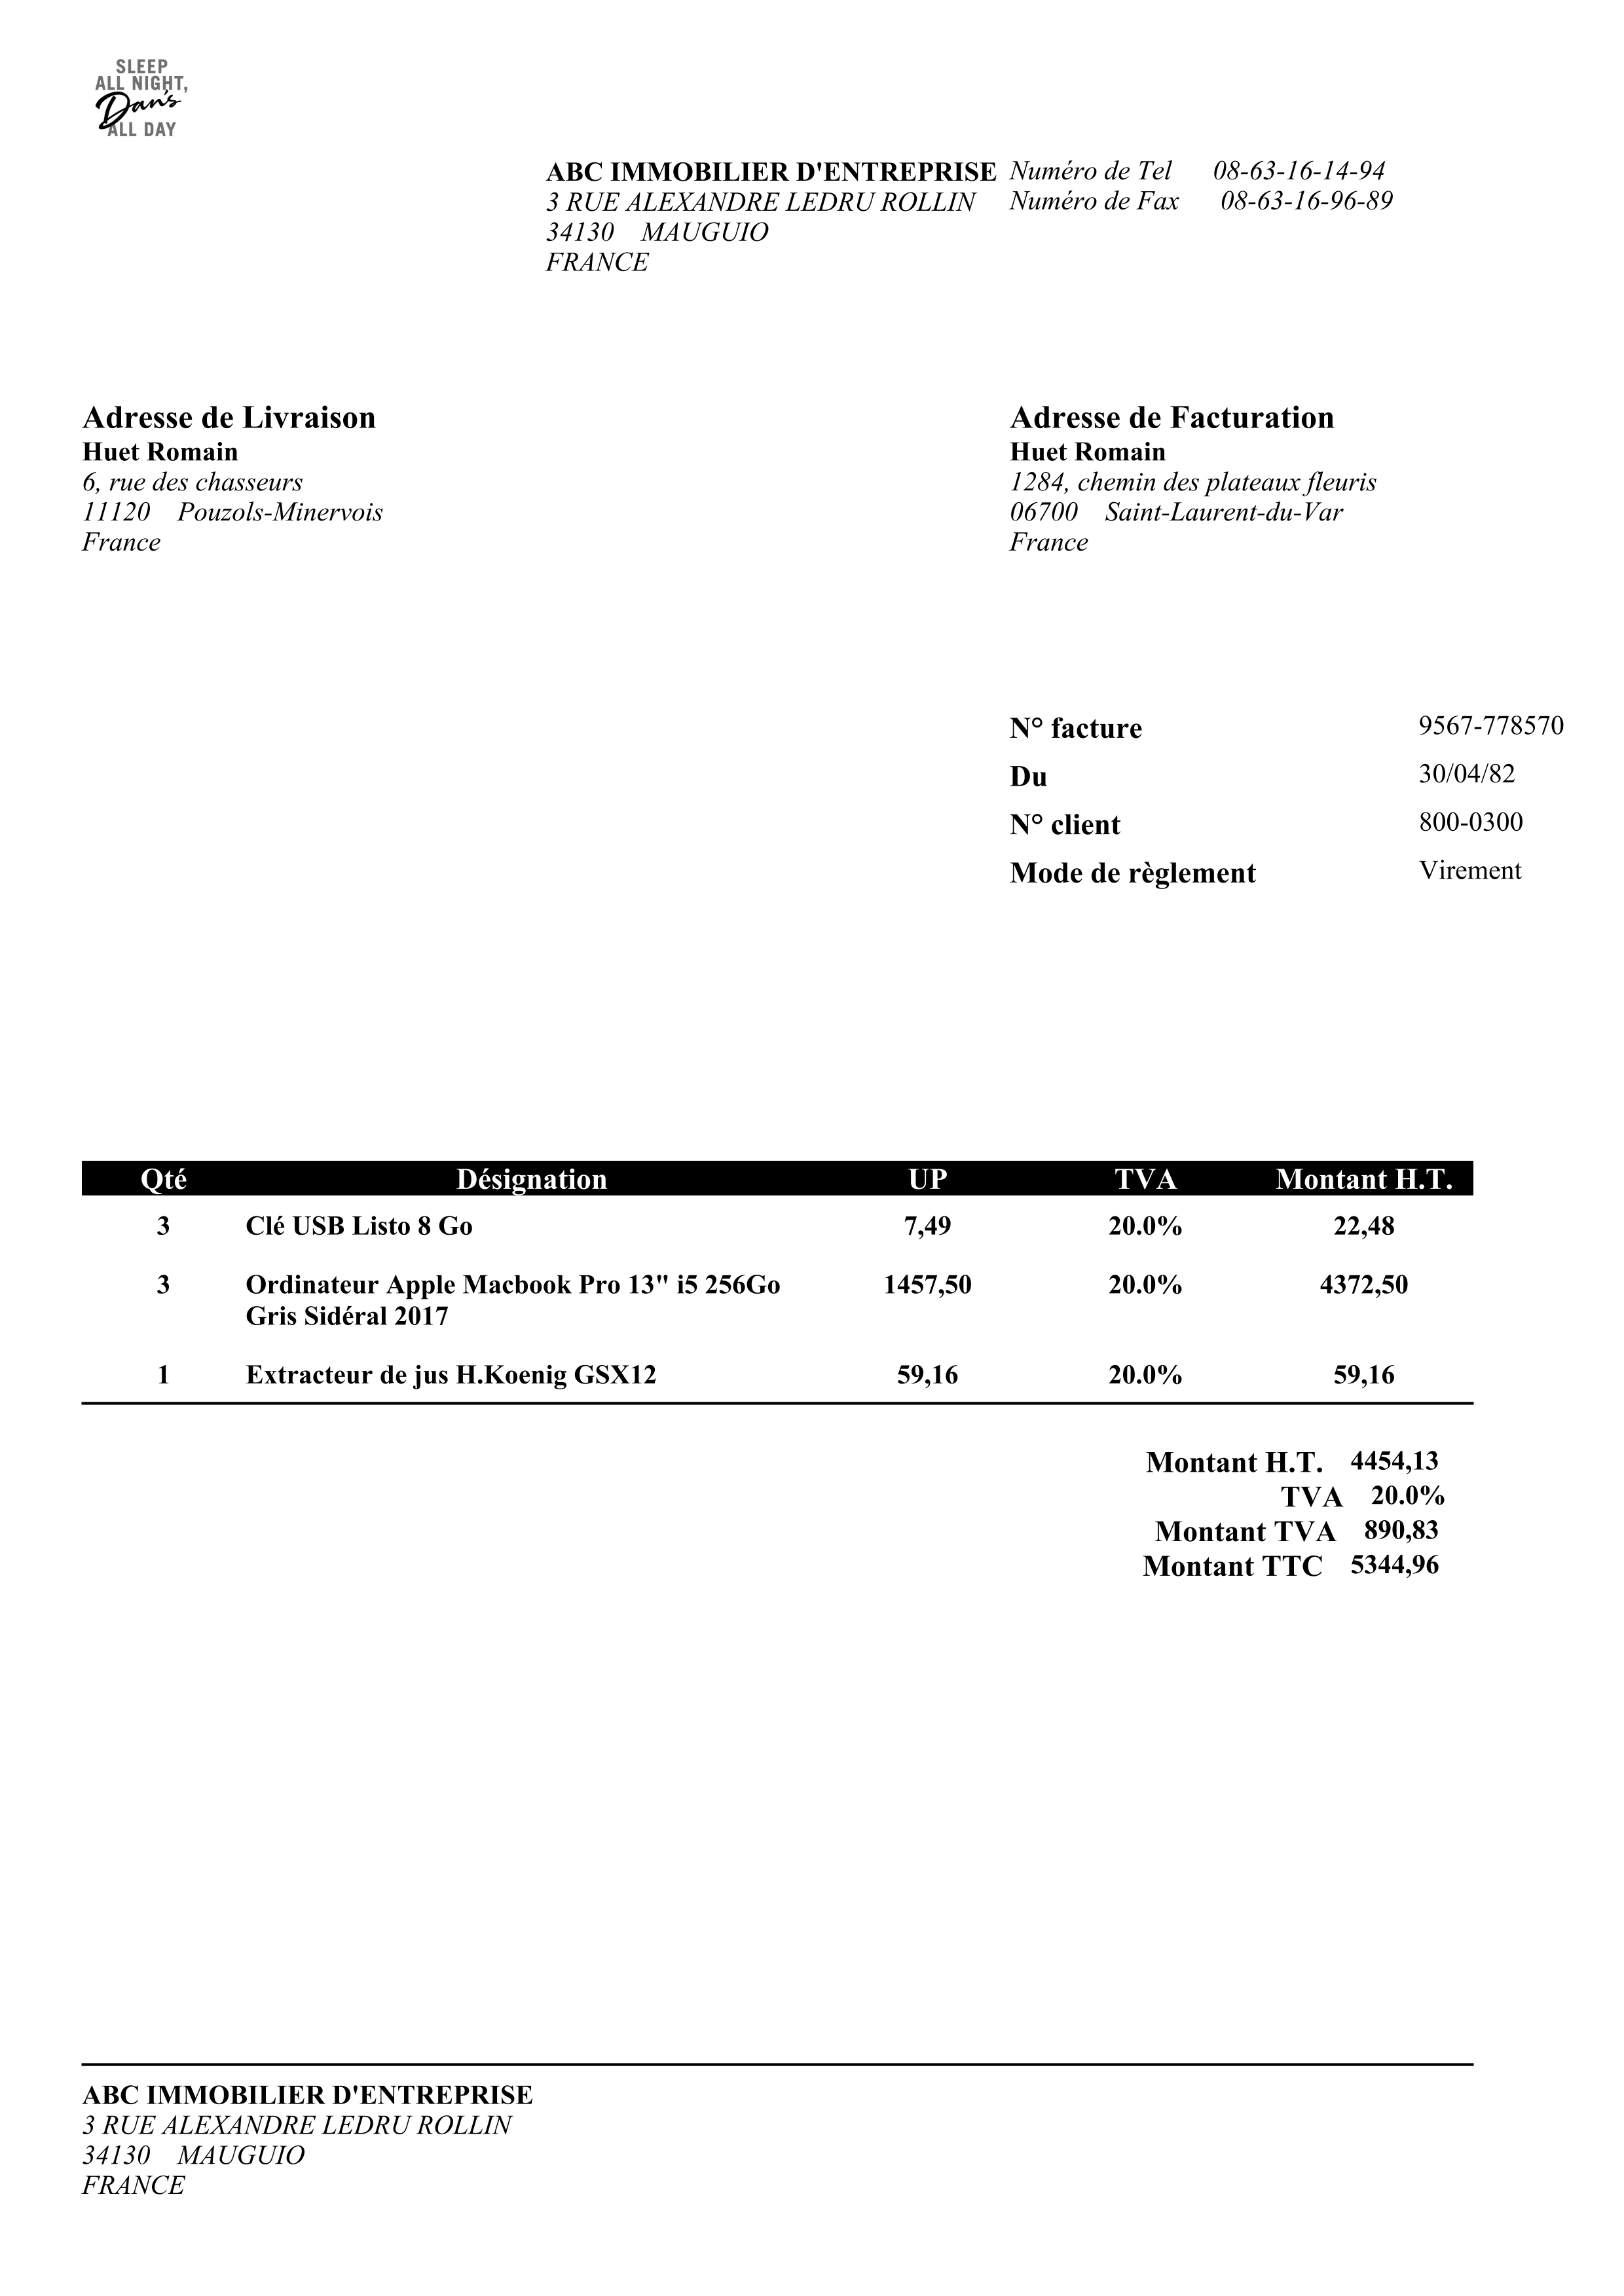 SLEEP
ALL NIGHT,
Dan's
ALL DAY
ABC IMMOBILIER D'ENTREPRISE Numéro de Tel 08-63-16-14-94
3 RUE ALEXANDRE LEDRU ROLLIN Numéro de Fax 08-63-16-96-89
34130 MAUGUIO
FRANCE
Adresse de Livraison
Huet Romain
6, rue des chasseurs
11120 Pouzols-Minervois
France
Adresse de Facturation
Huet Romain
1284, chemin des plateaux fleuris
06700 Saint-Laurent-du-Var
France
N° facture 9567-778570
Du 30/04/82
N° client 800-0300
Mode de règlement Virement
Qté Désignation UP TVA Montant H.T.
3 Clé USB Listo 8 Go 7,49 20.0% 22,48
3 Ordinateur Apple Macbook Pro 13" i5 256Go 1457,50 20.0% 4372,50
Gris Sidéral 2017
1 Extracteur de jus H.Koenig GSX12 59,16 20.0% 59,16
Montant H.T. 4454,13
TVA 20.0%
Montant TVA 890,83
Montant TTC 5344,96
ABC IMMOBILIER D'ENTREPRISE
3 RUE ALEXANDRE LEDRU ROLLIN
34130 MAUGUIO
FRANCE